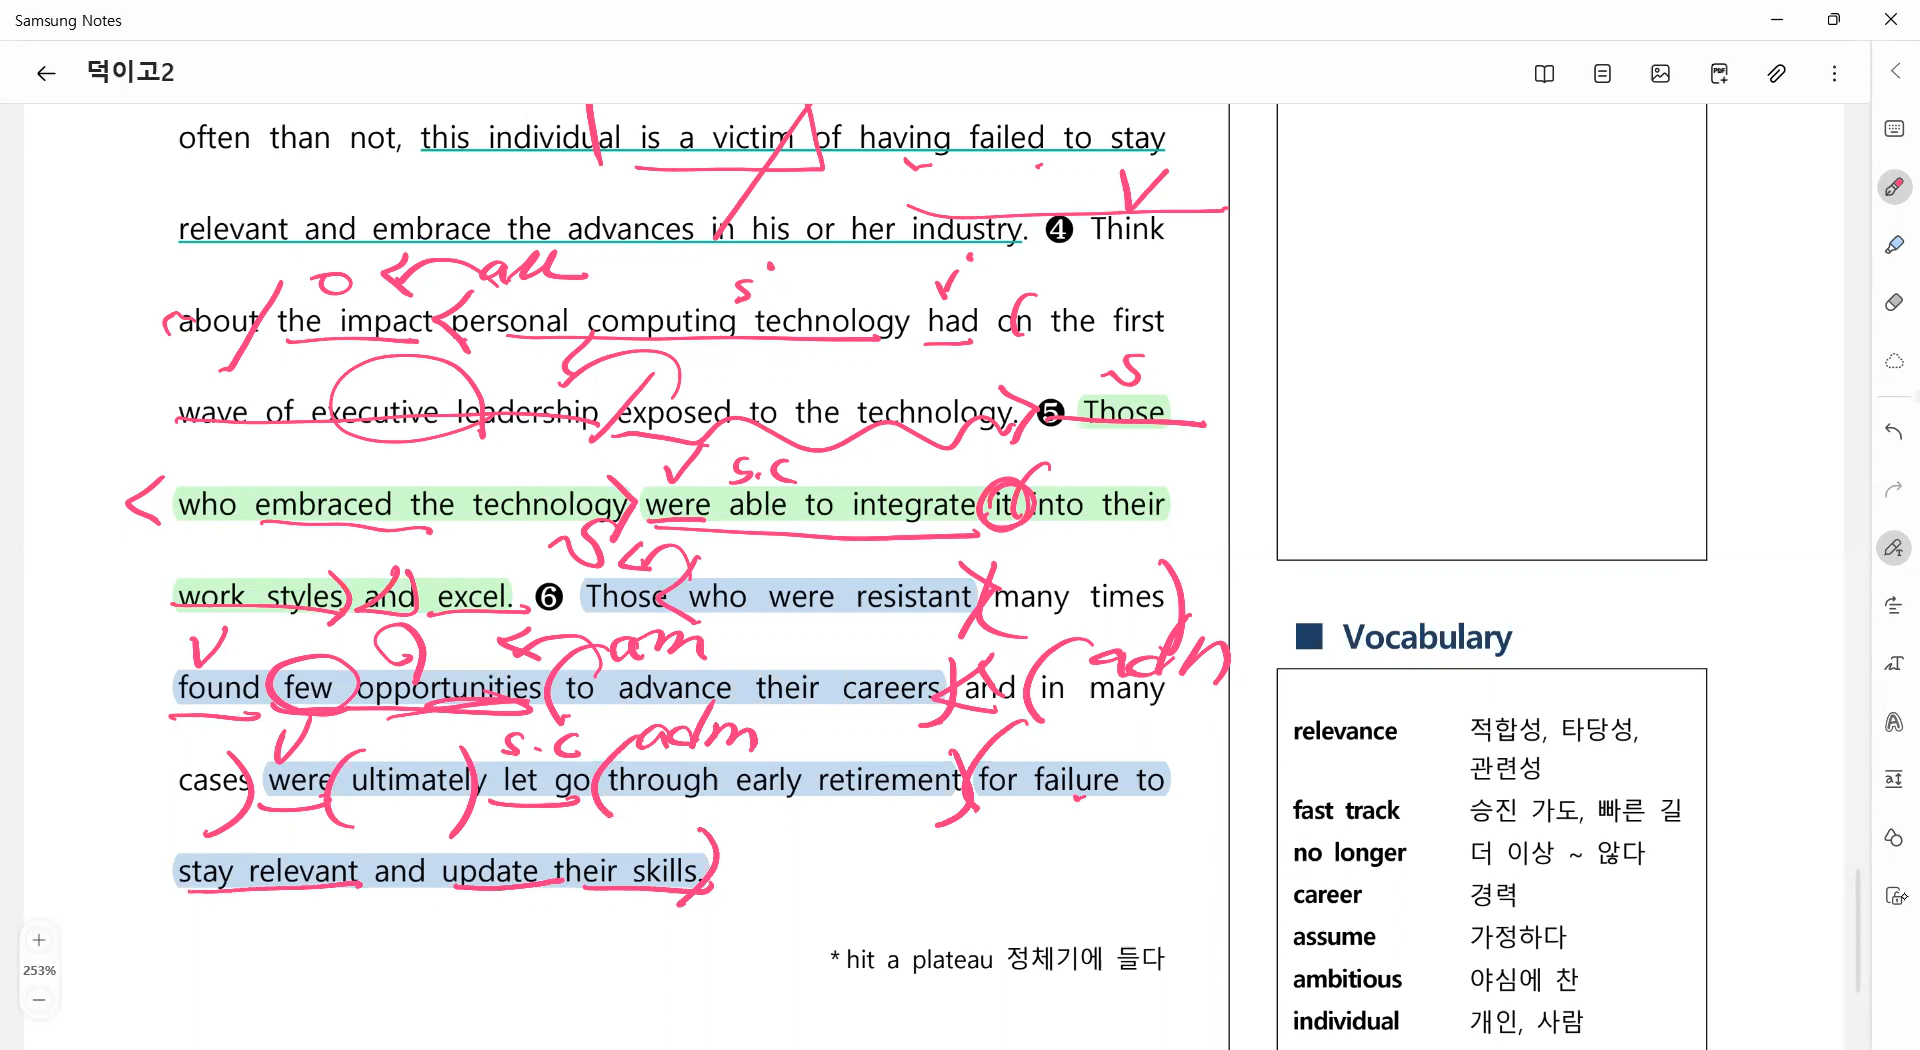 Samsung Notes
덕이고2
often than not, this individual is a victim of having failed to stay
relevant and embrace the advances in his or her industry. ❹ Think
all
o s v
about the impact personal computing technology had on the first
s
wave of executive leadership exposed to the technology. ❺ Those
v s.c
who embraced the technology were able to integrate it into their
s
work styles and excel. ❻ Those who were resistant many times
v am adn
found few opportunities to advance their careers and in many
v s.c adm
cases were ultimately let go through early retirement for failure to
stay relevant and update their skills.
* hit a plateau 정체기에 들다
253%
Vocabulary
relevance 적합성, 타당성,
관련성
fast track 승진 가도, 빠른 길
no longer 더 이상 ~ 않다
career 경력
assume 가정하다
ambitious 야심에 찬
individual 개인, 사람